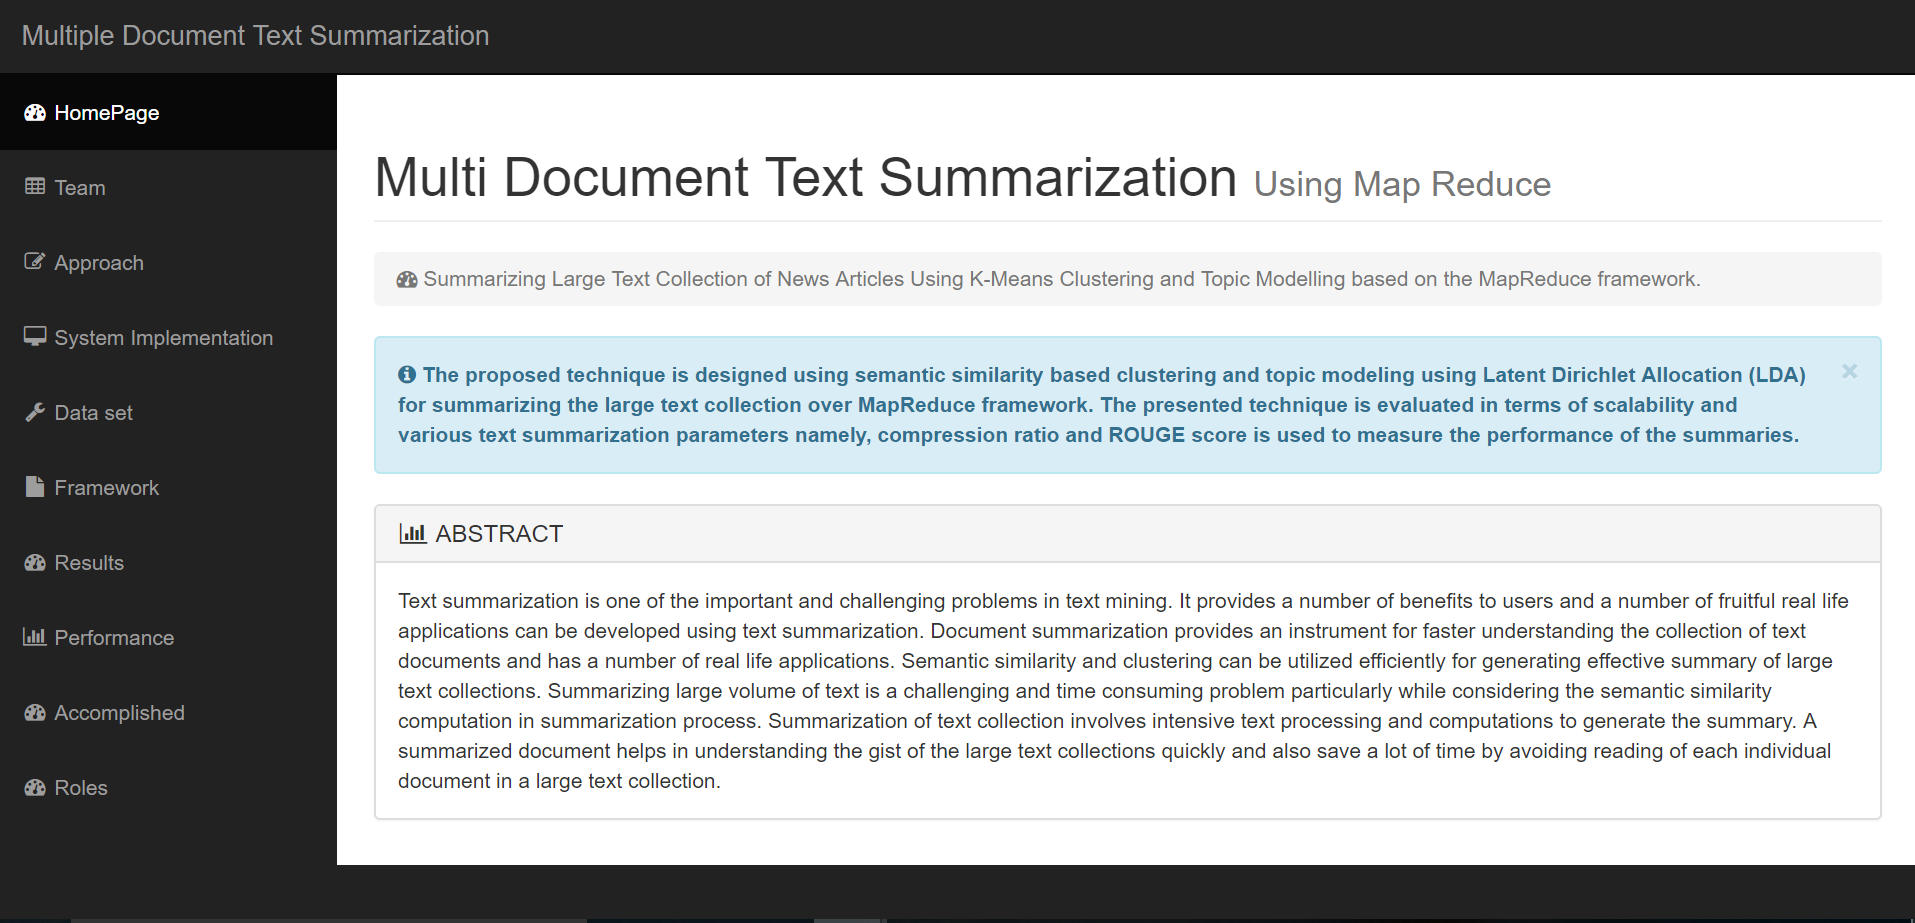 Multiple Document Text Summarization
HomePage
Team
Approach
System Implementation
Data set
Framework
Results
Performance
Accomplished
Roles
Multi Document Text Summarization Using Map Reduce
Summarizing Large Text Collection of News Articles Using K-Means Clustering and Topic Modelling based on the MapReduce framework.
The proposed technique is designed using semantic similarity based clustering and topic modeling using Latent Dirichlet Allocation (LDA)
for summarizing the large text collection over MapReduce framework. The presented technique is evaluated in terms of scalability and
various text summarization parameters namely, compression ratio and ROUGE score is used to measure the performance of the summaries.
ABSTRACT
Text summarization is one of the important and challenging problems in text mining. It provides a number of benefits to users and a number of fruitful real life
applications can be developed using text summarization. Document summarization provides an instrument for faster understanding the collection of text
documents and has a number of real life applications. Semantic similarity and clustering can be utilized efficiently for generating effective summary of large
text collections. Summarizing large volume of text is a challenging and time consuming problem particularly while considering the semantic similarity
computation in summarization process. Summarization of text collection involves intensive text processing and computations to generate the summary. A
summarized document helps in understanding the gist of the large text collections quickly and also save a lot of time by avoiding reading of each individual
document in a large text collection.